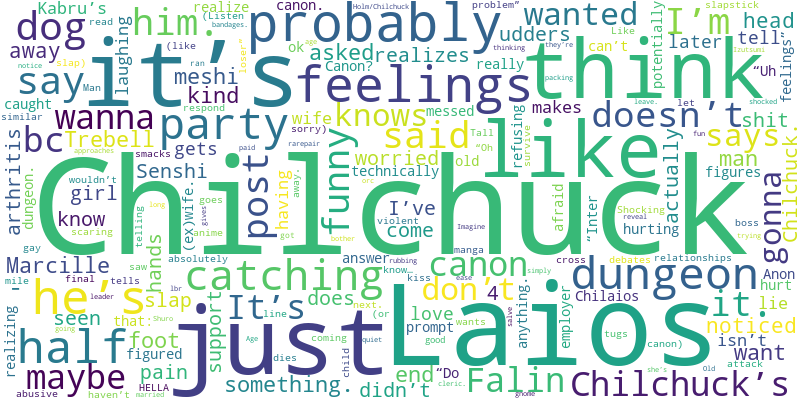 Chilchuck
Laios
just
like
it's
think
feelings
probably
party
dungeon
half
he's
catching
canon
don't
said
knows
funny
post
dog
him.
say
wanna
bc
maybe
Falin
Chilchuck's
gonna
I'm
wanted
doesn't
says.
it.
It's
something.
didn't
Kabru's
away
laughing
meshi
kind
asked
realizes
Canon?
udders
really
ok
head
tell
later
canon.
realize
(Listen
bandages.
(like
read
slap)
Man
caught
similar
sorry)
ran
loser"
Holm/Chilchuck
problem"
slapstick
Like
Izutsumi
notice
can't
thinking
they're
packing
leave.
let
shocked
potentially
feelings"
"Uh
shit
makes
messed
respond
wife
(ex)wife.
Trebell
gets
Senshi
smacks
girl
know
arthritis
dungeon.
scaring
wouldn't
telling
Marcille
tells
final
gay
mile
leader
realizing
abusive
HELLA
haven't
married
going
figured
foot
pain
seen
that:
Shuro
absolutely
saw
anime
goes
violent
hands
slap
does
support
line
(or
next.
dies
child
coming
lbr
quiet
Age
wants
got
gives
paid
approaches
long
having
worried
technically
old
refusing
survive
"Oh
Tall
rarepair
fun
actually
man
figures
afraid
Shocking
reveal
boss
trying
hurting
"Inter
debates
relationships
cross
Anon
hurt
Chilaios
canon)
tugs
employer
lie
noticed
isn't
want
attack
Old
she's
simply
4
love
prompt
answer
know…
kiss
manga
bother
rubbing
ease
salve
good
end
"Do
cleric.
gnome
anything.
come
I've
away.
orc
Imagine
age
Chilchuck.